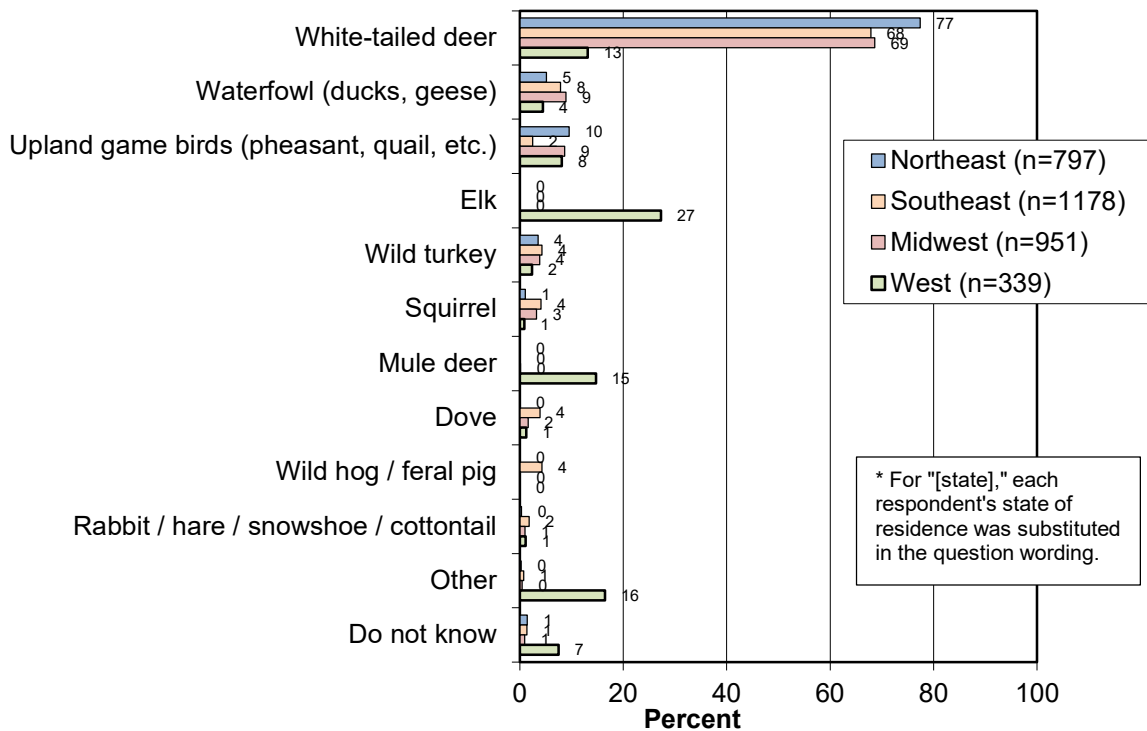 White-tailed deer
77
68
69
13
Waterfowl (ducks, geese)
5
8
9
4
Upland game birds (pheasant, quail, etc.)
10
2
9
8
Elk
0
0
0
27
Wild turkey
4
4
4
2
Squirrel
1
4
3
1
Mule deer
0
0
0
15
Dove
0
4
2
1
Wild hog / feral pig
0
4
0
0
Rabbit / hare / snowshoe / cottontail
0
2
1
1
Other
0
1
0
16
Do not know
1
1
1
7
0 20 40 60 80 100
Percent
Northeast (n=797)
Southeast (n=1178)
Midwest (n=951)
West (n=339)
* For "[state]," each
respondent's state of
residence was substituted
in the question wording.